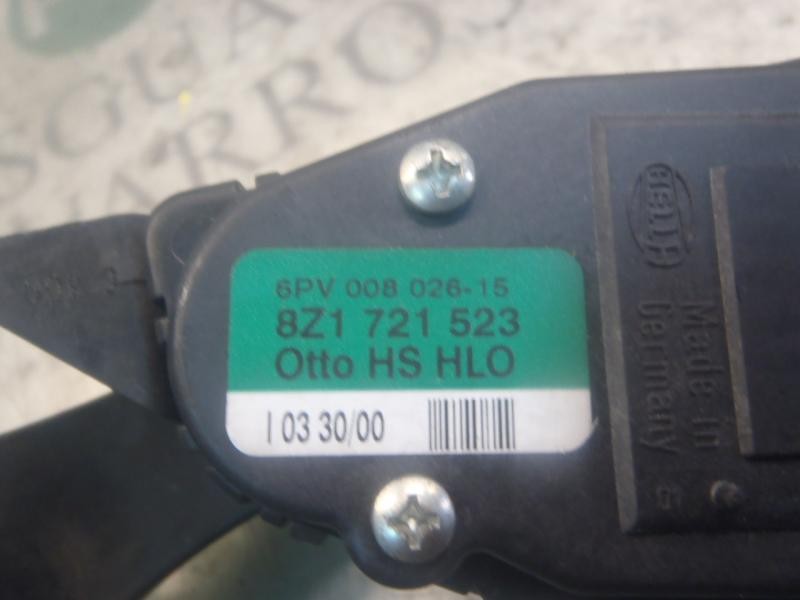 6PV 008 026-15
8Z1 721 523
Otto HS HLO
I 03 30/00
HELLA
Made in
Germany